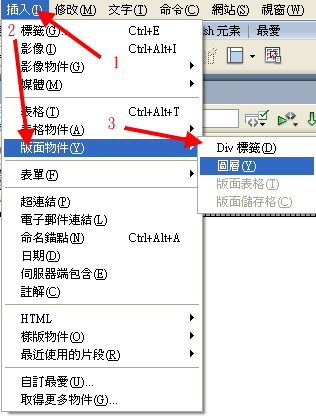 插入(I) 修改(M) 文字(T) 命令(C) 網站(S) 視窗(W)
2
標籤(G)... Ctrl+E
sh 元素 最愛
影像(I) Ctrl+Alt+I
1
影像物件(G)
媒體(M)
表格(T) Ctrl+Alt+T
3
表格物件(A)
版面物件(Y)
Div 標籤(D)
圖層(Y)
表單(F)
版面表格(T)
版面儲存格(C)
超連結(P)
電子郵件連結(L)
命名錨點(N) Ctrl+Alt+A
日期(D)
伺服器端包含(E)
註解(C)
HTML
樣版物件(O)
最近使用的片段(R)
自訂最愛(U)...
取得更多物件(G)...